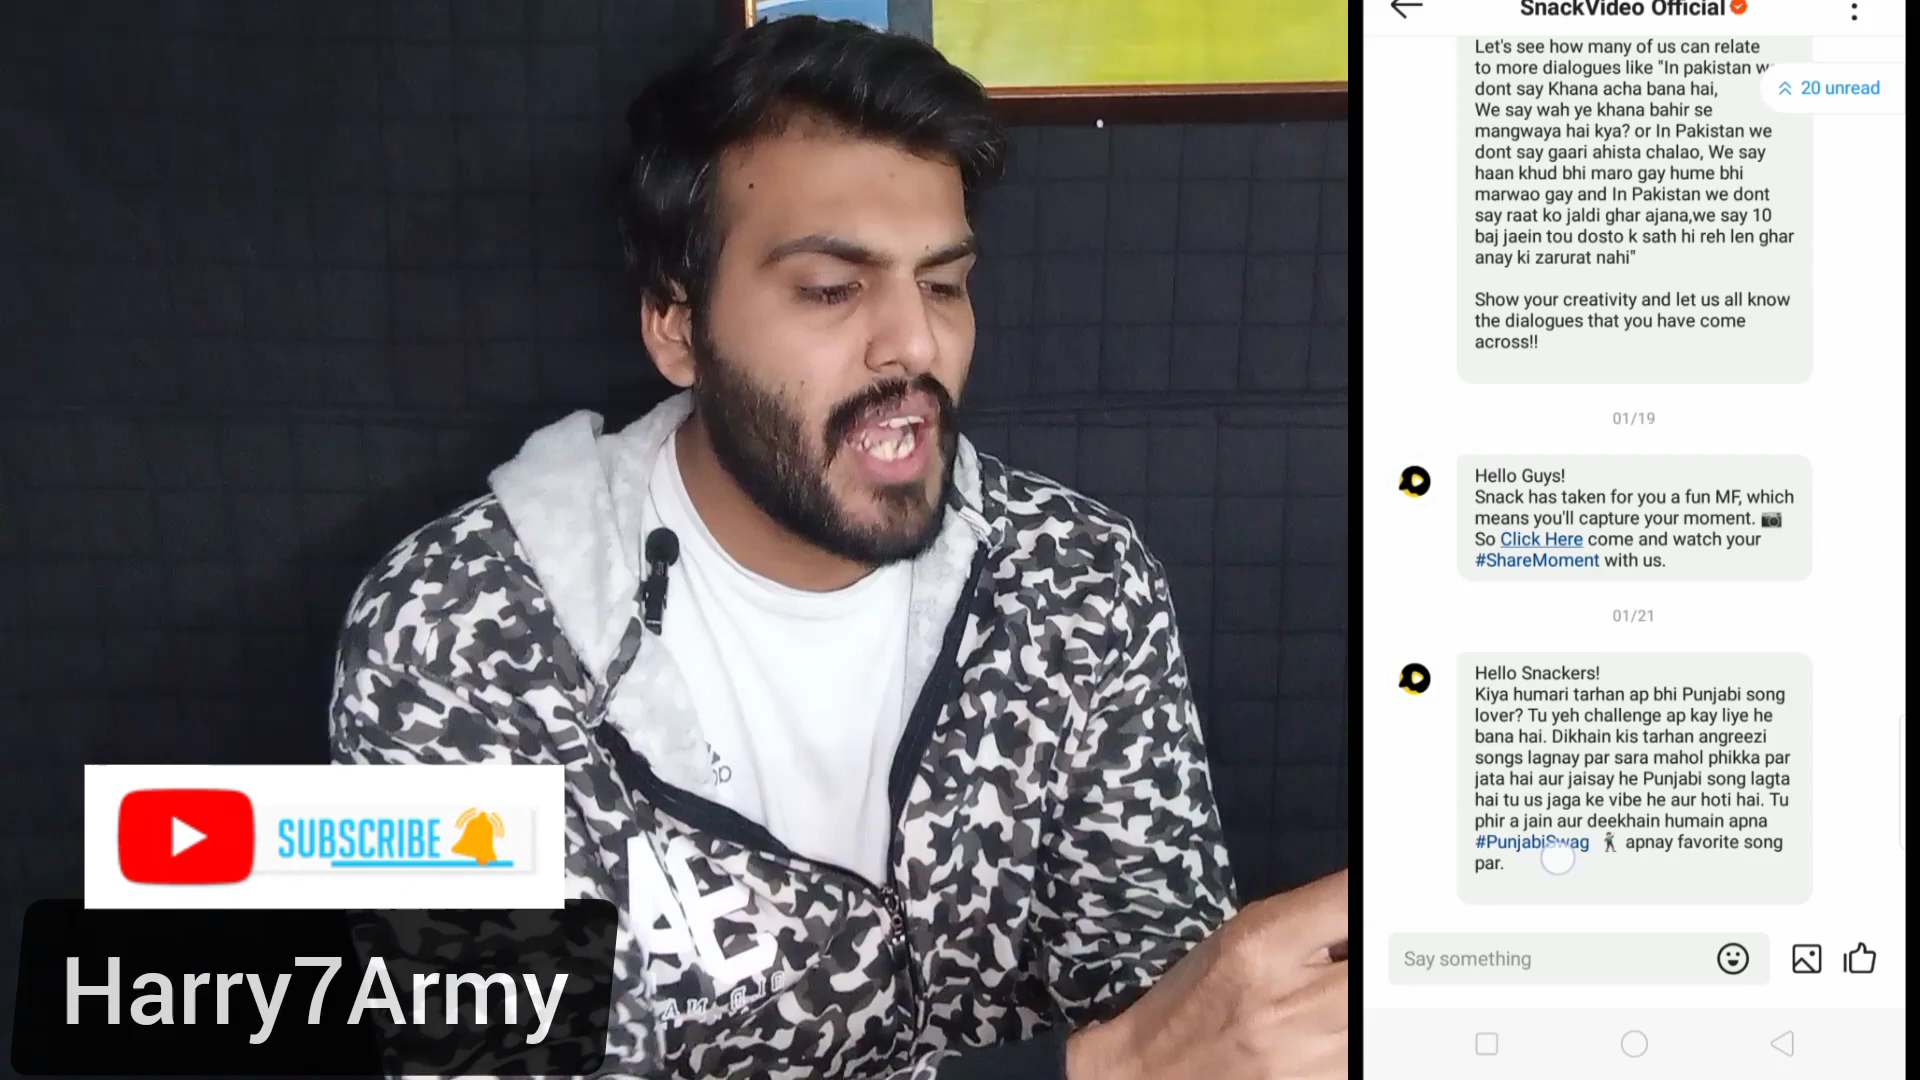 SnackVideo Official
Let's see how many of us can relate
to more dialogues like "In pakistan
dont say Khana acha bana hai,
We say wah ye khana bahir se
mangwaya hai kya? or In Pakistan we
dont say gaari ahista chalao, We say
haan khud bhi maro gay hume bhi
marwao gay and In Pakistan we dont
say raat ko jaldi ghar ajana,we say 10
baj jaein tou dosto k sath hi reh len ghar
anay ki zarurat nahi"
Show your creativity and let us all know
the dialogues that you have come
across!!
20 unread
01/19
Hello Guys!
Snack has taken for you a fun MF, which
means you'll capture your moment. 📷
So Click Here come and watch your
#ShareMoment with us.
01/21
Hello Snackers!
Kiya humari tarhan ap bhi Punjabi song
lover? Tu yeh challenge ap kay liye he
bana hai. Dikhain kis tarhan angreezi
songs lagnay par sara mahol phikka par
jata hai aur jaisay he Punjabi song lagta
hai tu us jaga ke vibe he aur hoti hai. Tu
phir a jain aur deekhain humain apna
#PunjabiSwag 🕺 apnay favorite song
par.
Say something
SUBSCRIBE
Harry7Army